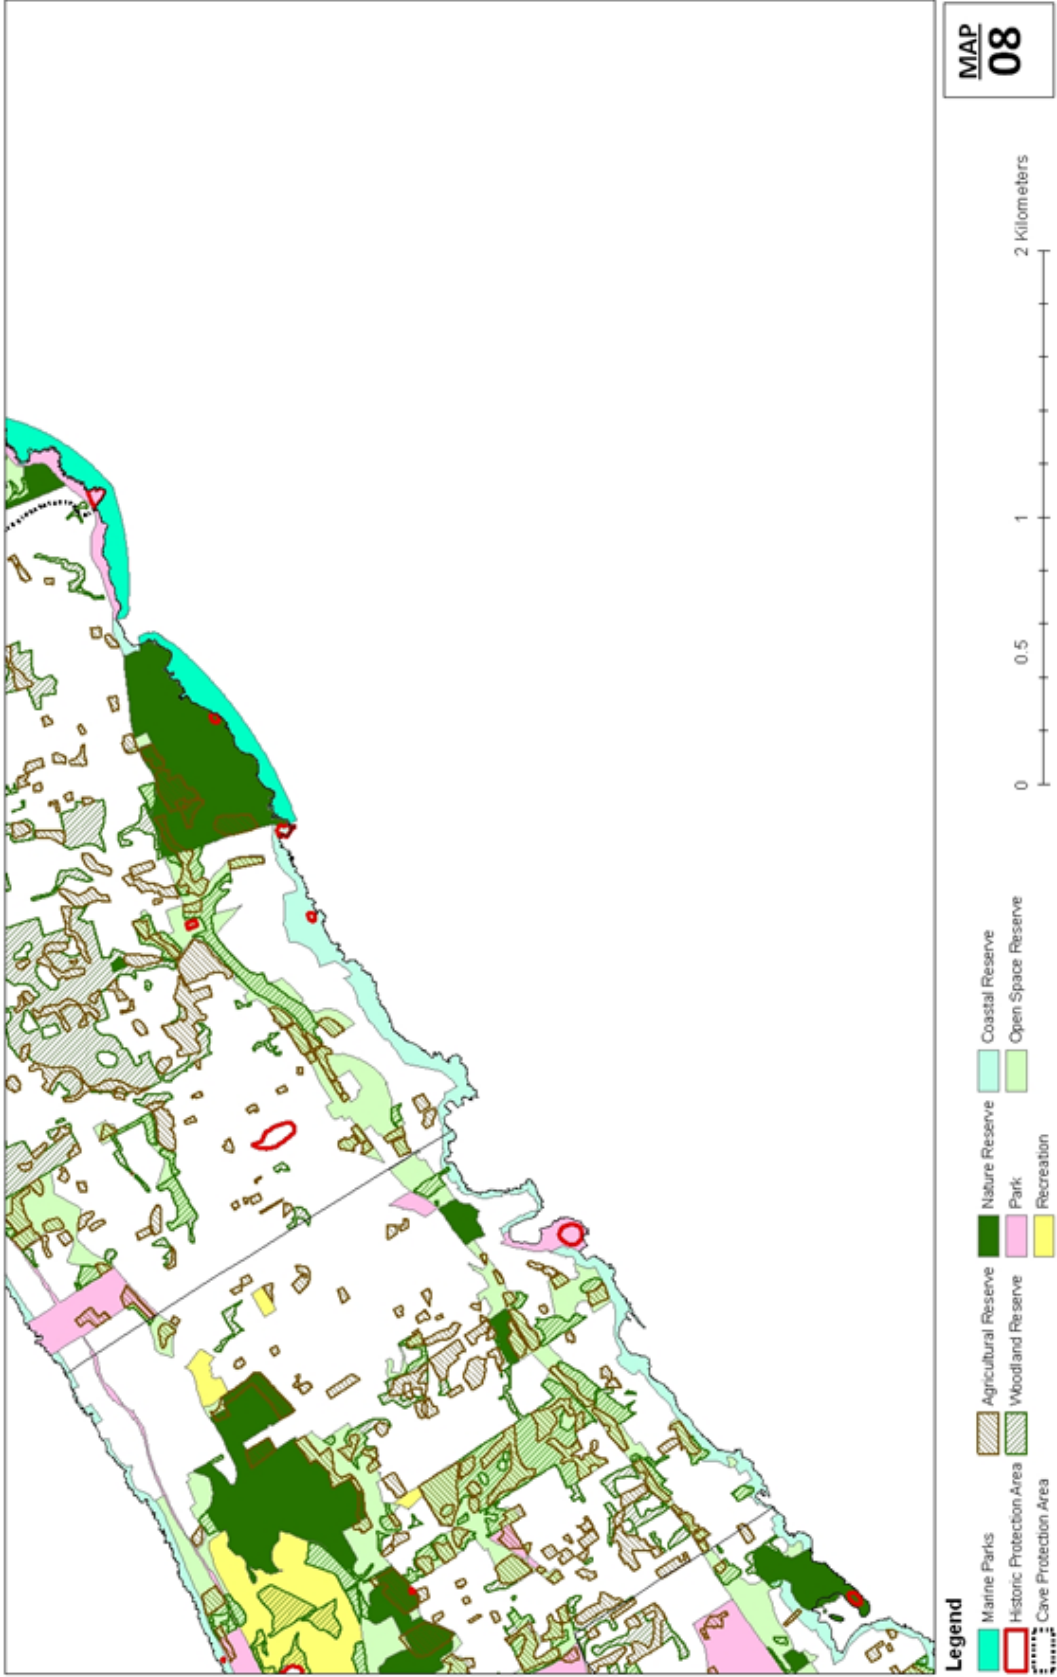 MAP
08
Legend
Marine Parks
Historic Protection Area
Cave Protection Area
Agricultural Reserve
Woodland Reserve
Nature Reserve
Park
Recreation
Coastal Reserve
Open Space Reserve
0 0.5 1 2 Kilometers